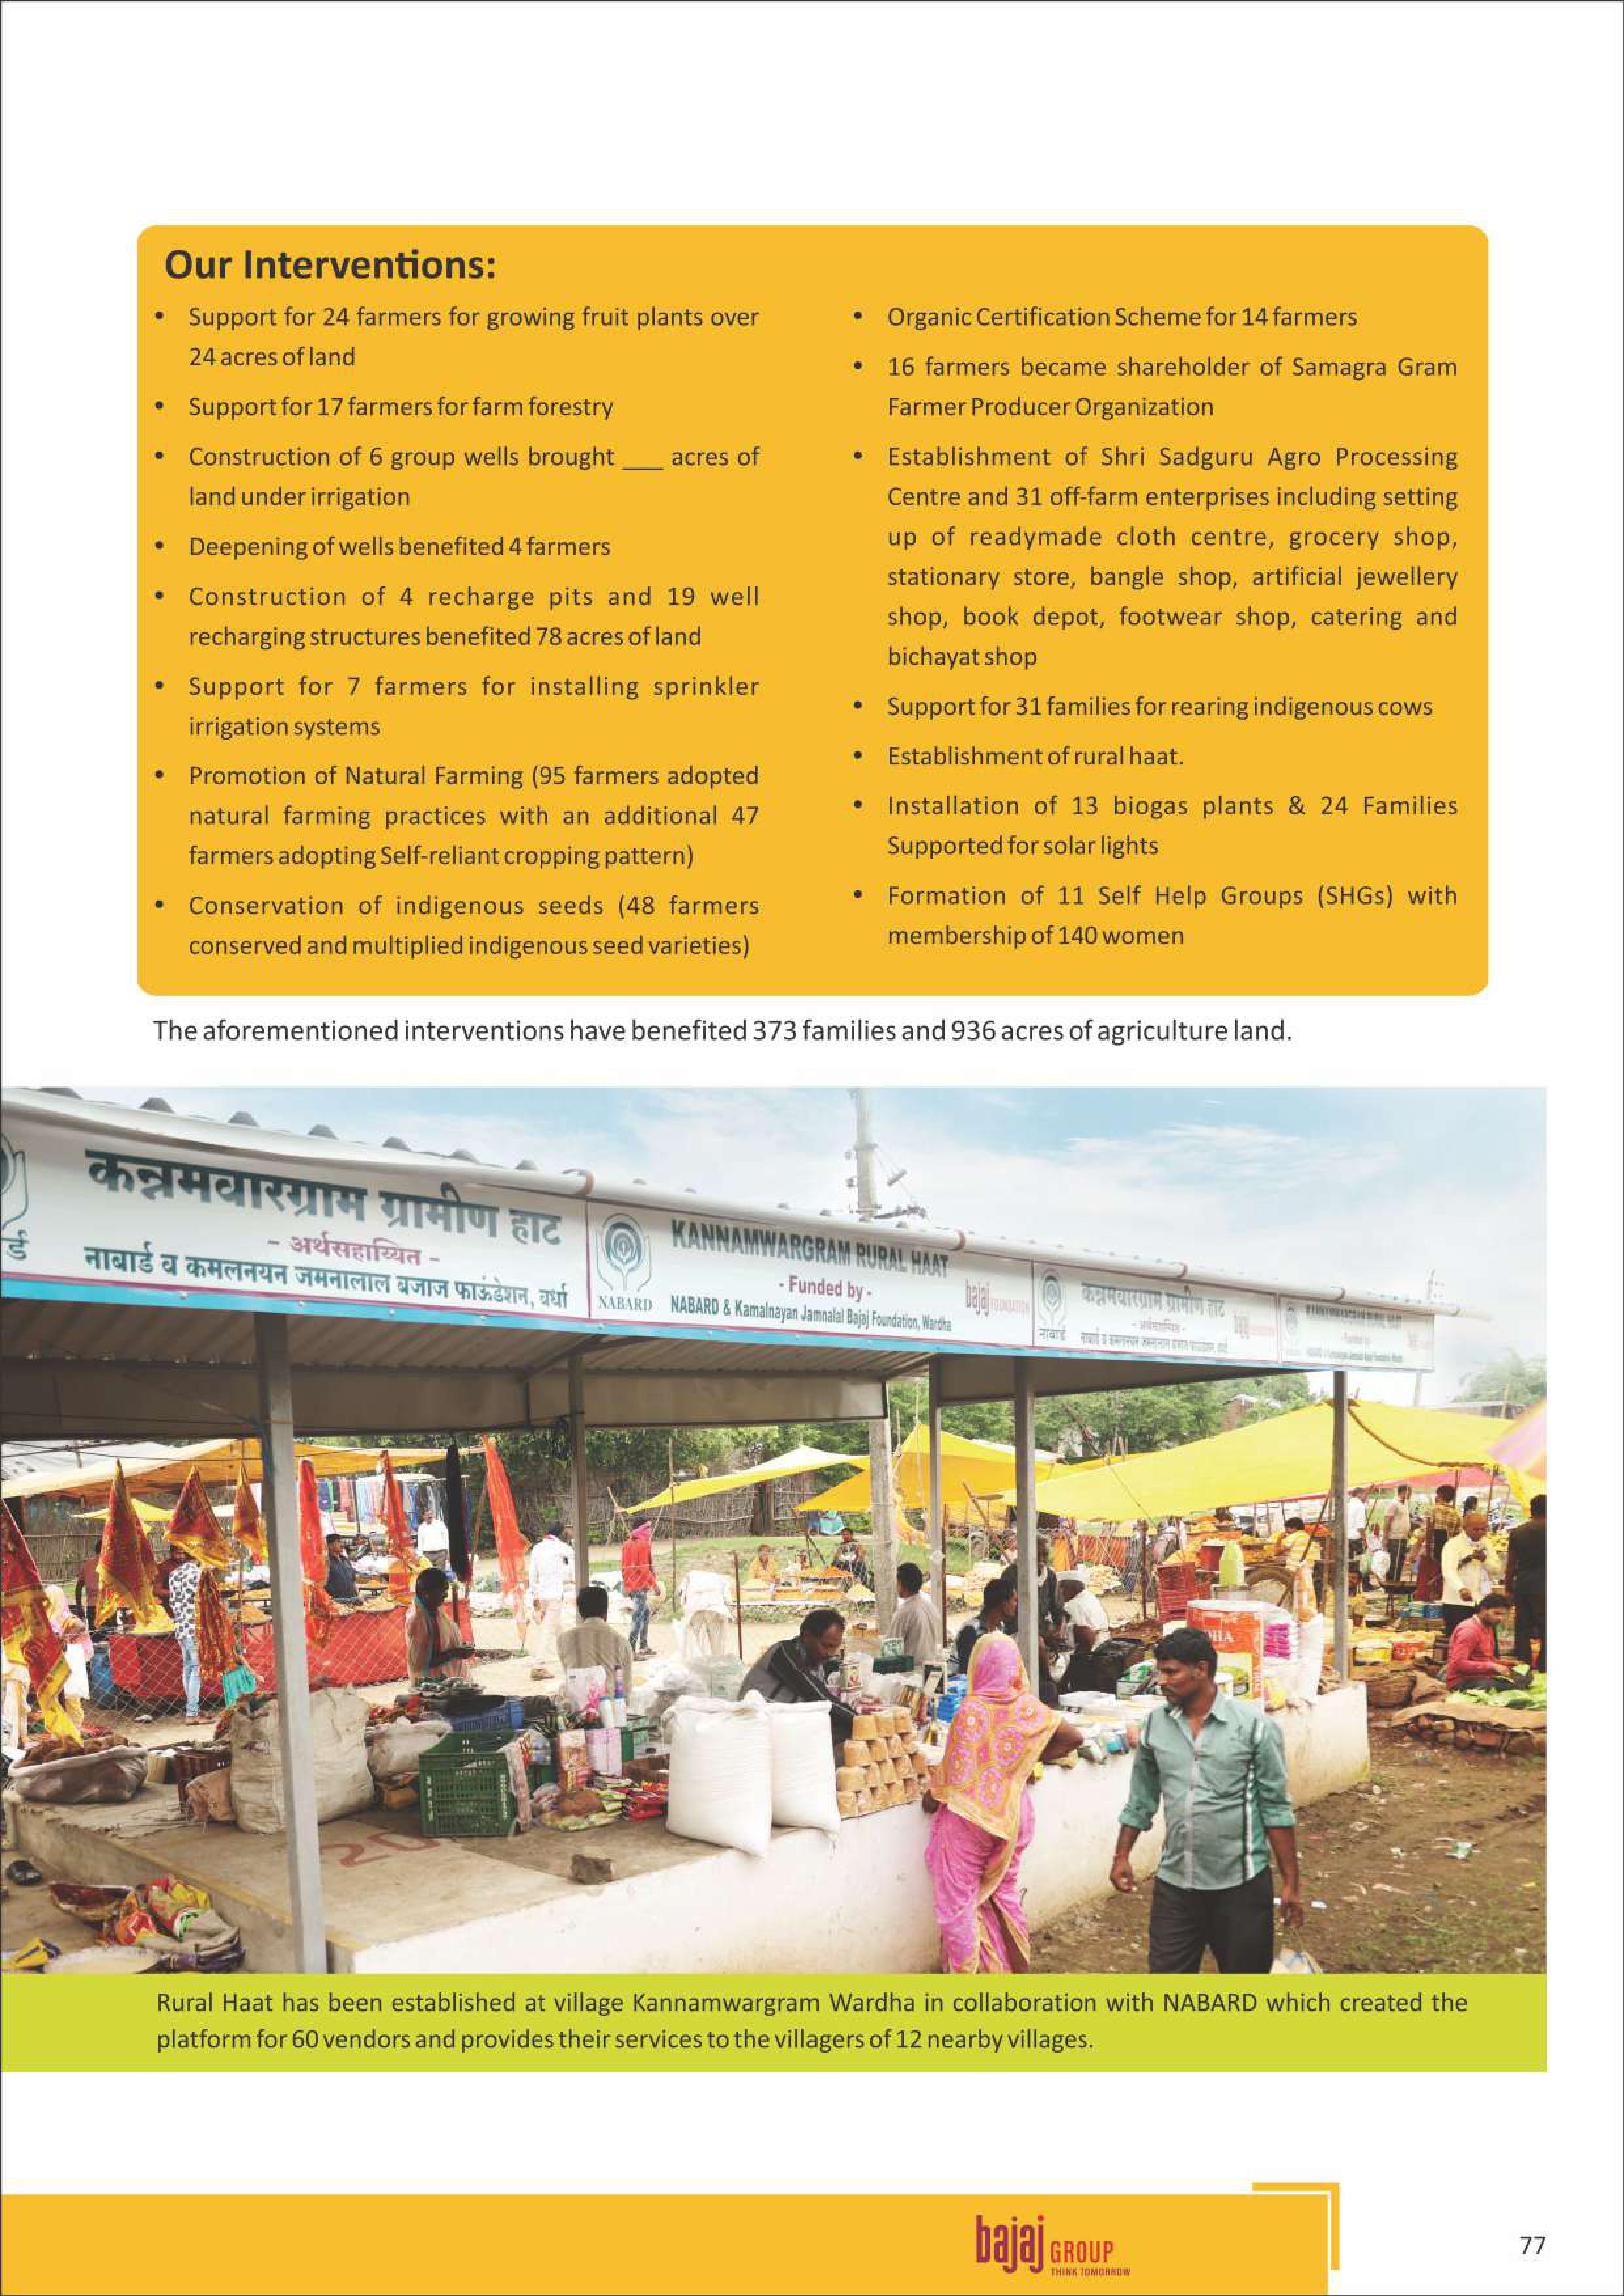 Our Interventions:
• Support for 24 farmers for growing fruit plants over
24 acres of land
• Support for 17 farmers for farm forestry
• Construction of 6 group wells brought ___ acres of
land under irrigation
• Deepening of wells benefited 4 farmers
• Construction of 4 recharge pits and 19 well
recharging structures benefited 78 acres of land
• Support for 7 farmers for installing sprinkler
irrigation systems
• Promotion of Natural Farming (95 farmers adopted
natural farming practices with an additional 47
farmers adopting Self-reliant cropping pattern)
• Conservation of indigenous seeds (48 farmers
conserved and multiplied indigenous seed varieties)
• Organic Certification Scheme for 14 farmers
• 16 farmers became shareholder of Samagra Gram
Farmer Producer Organization
• Establishment of Shri Sadguru Agro Processing
Centre and 31 off-farm enterprises including setting
up of readymade cloth centre, grocery shop,
stationary store, bangle shop, artificial jewellery
shop, book depot, footwear shop, catering and
bichayat shop
• Support for 31 families for rearing indigenous cows
• Establishment of rural haat.
• Installation of 13 biogas plants & 24 Families
Supported for solar lights
• Formation of 11 Self Help Groups (SHGs) with
membership of 140 women
The aforementioned interventions have benefited 373 families and 936 acres of agriculture land.
कन्नमवारग्राम ग्रामीण हाट
- अर्थसहाय्यित -
नाबार्ड व कमलनयन जमनालाल बजाज फाऊंडेशन, वर्धा
NABARD
KANNAMWARGRAM RURAL HAAT
- Funded by -
NABARD & Kamalnayan Jamnalal Bajaj Foundation, Wardha
bajaj FOUNDATION
नाबार्ड
कन्नमवारग्राम ग्रामीण हाट
20
Rural Haat has been established at village Kannamwargram Wardha in collaboration with NABARD which created the
platform for 60 vendors and provides their services to the villagers of 12 nearby villages.
bajaj GROUP
THINK TOMORROW
77